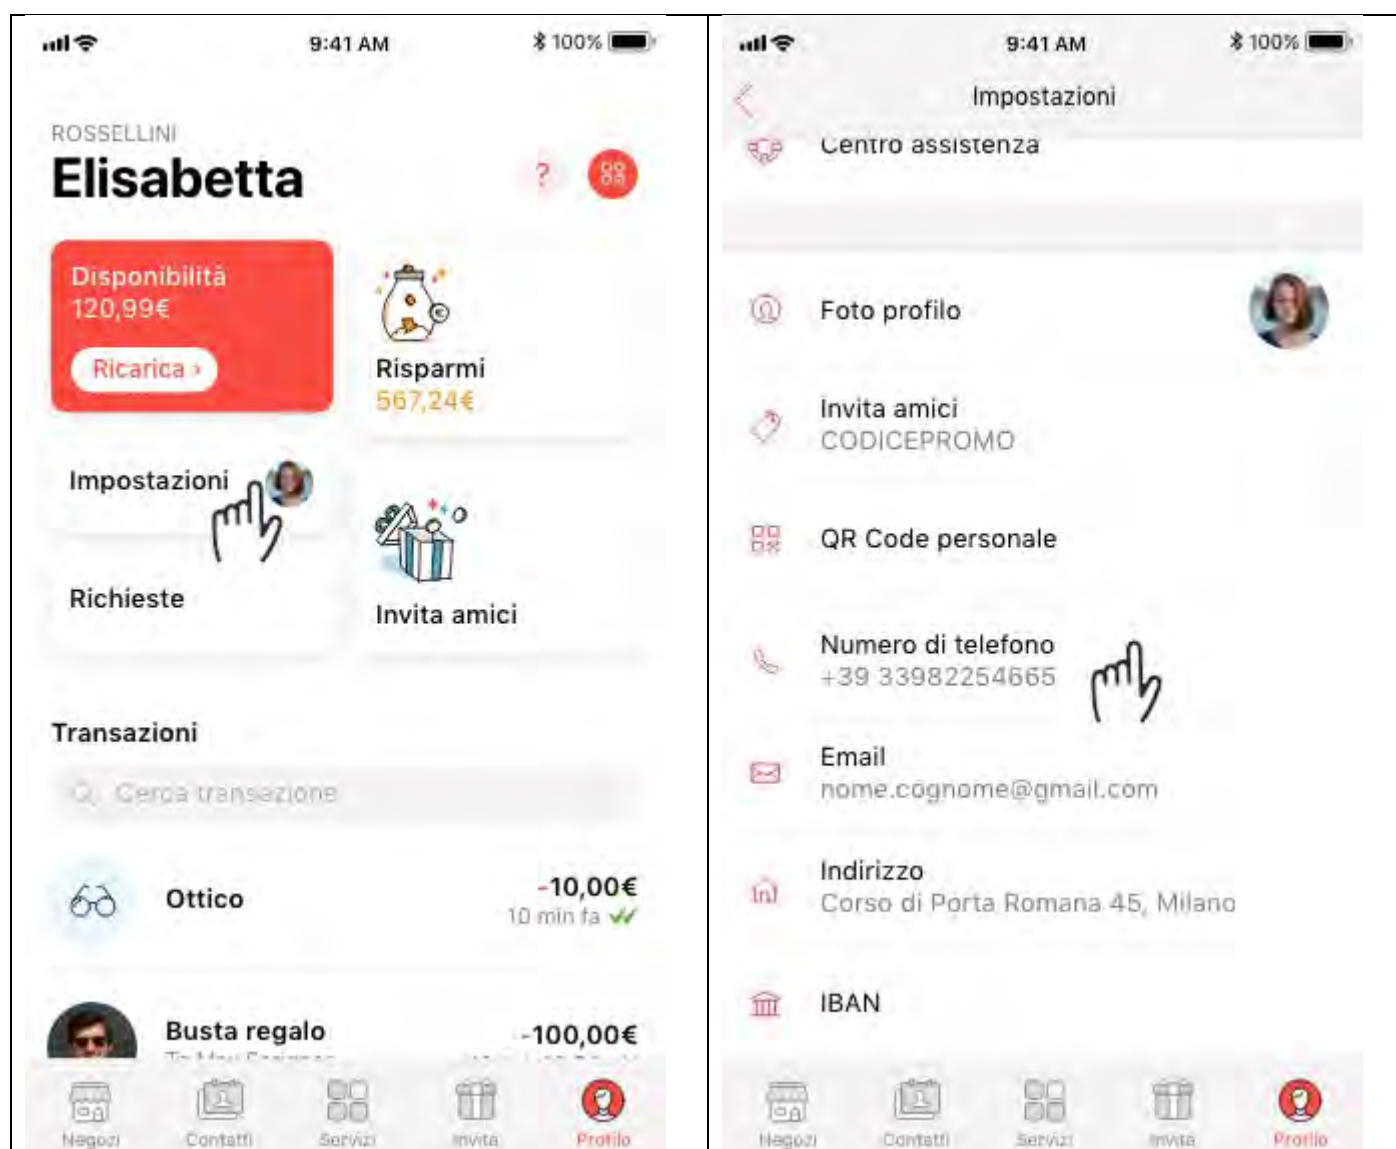 9:41 AM
100%
ROSSELLINI
Elisabetta
?
Disponibilità
120,99€
Ricarica ›
Risparmi
567,24€
Impostazioni
Richieste
Invita amici
Transazioni
Cerca transazione
Ottico
-10,00€
10 min fa
Busta regalo
-100,00€
Negozi
Contatti
Servizi
Invita
Profilo
9:41 AM
100%
Impostazioni
Centro assistenza
Foto profilo
Invita amici
CODICEPROMO
QR Code personale
Numero di telefono
+39 33982254665
Email
nome.cognome@gmail.com
Indirizzo
Corso di Porta Romana 45, Milano
IBAN
Negozi
Contatti
Servizi
Invita
Profilo